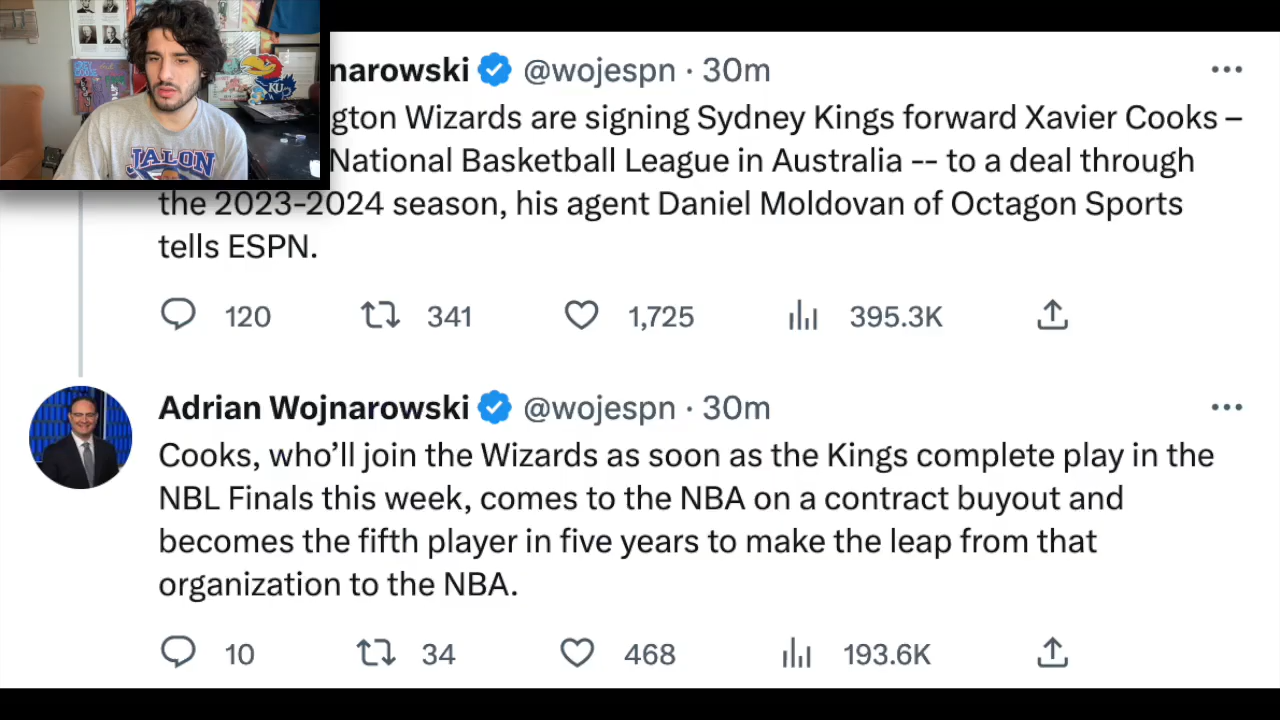 JALON
KU
narowski @wojespn · 30m
gton Wizards are signing Sydney Kings forward Xavier Cooks –
National Basketball League in Australia -- to a deal through
the 2023-2024 season, his agent Daniel Moldovan of Octagon Sports
tells ESPN.
120 341 1,725 395.3K
Adrian Wojnarowski @wojespn · 30m
Cooks, who’ll join the Wizards as soon as the Kings complete play in the
NBL Finals this week, comes to the NBA on a contract buyout and
becomes the fifth player in five years to make the leap from that
organization to the NBA.
10 34 468 193.6K